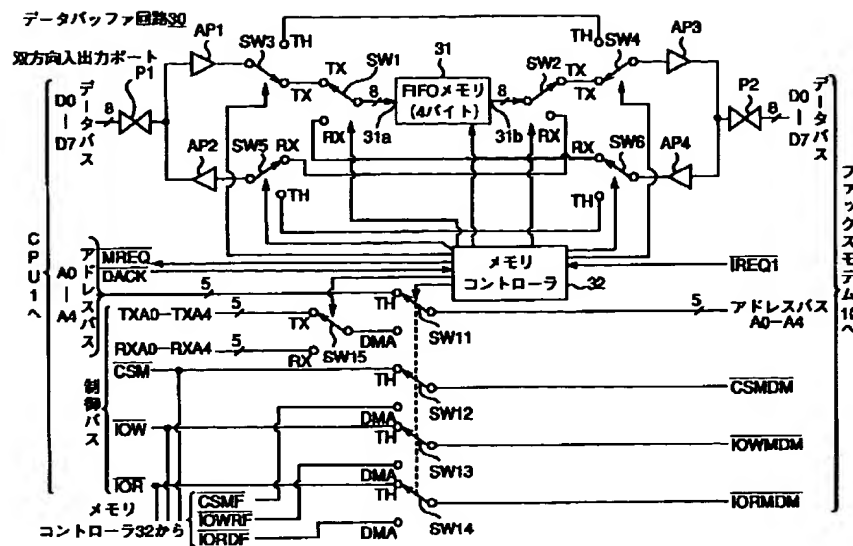 データバッファ回路30
双方向入出力ポート
P1
AP1
SW3
TH
TX
TX
SW1
31
FIFOメモリ
(4バイト)
8
31a
8
31b
SW2
TX
TX
TH
SW4
AP3
P2
8
D0
|
D7
データバス
8
D0
|
D7
データバス
AP2
SW5
RX
TH
RX
RX
RX
SW6
TH
AP4
CPU1へ
ファックスモデム18へ
アドレスバス
A0
|
A4
MREQ
DACK
メモリ
コントローラ
32
IREQ1
5
TH
SW11
5
アドレスバス
A0-A4
TXA0-TXA4
5
TX
DMA
SW15
RXA0-RXA4
5
RX
制御バス
CSM
TH
SW12
CSMDM
DMA
IOW
TH
SW13
IOWMDM
DMA
IOR
TH
SW14
IORMDM
DMA
メモリ
コントローラ32から
CSMF
IOWRF
IORDF